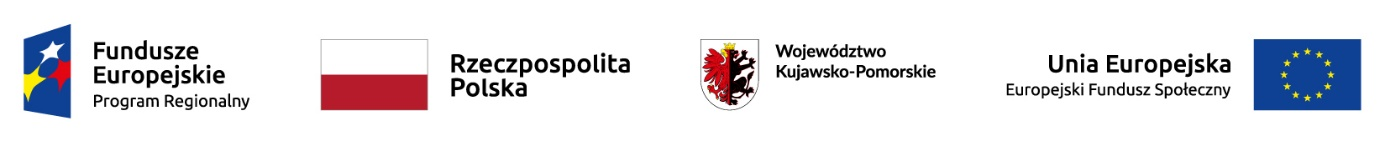 Fundusze
Europejskie
Program Regionalny
Rzeczpospolita
Polska
Województwo
Kujawsko-Pomorskie
Unia Europejska
Europejski Fundusz Społeczny